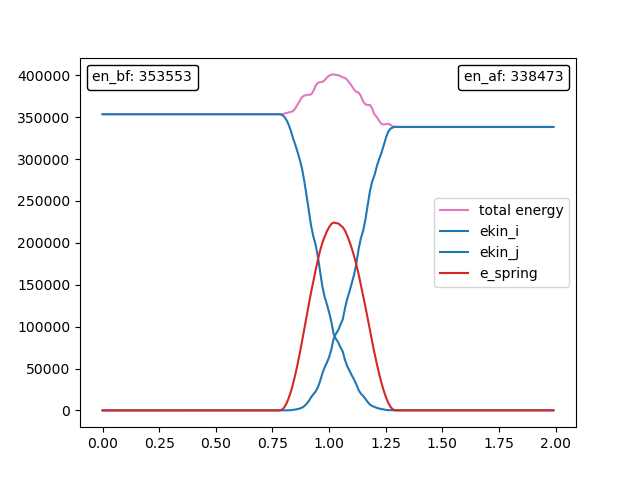 en_bf: 353553
en_af: 338473
400000
350000
300000
250000
200000
150000
100000
50000
0
total energy
ekin_i
ekin_j
e_spring
0.00 0.25 0.50 0.75 1.00 1.25 1.50 1.75 2.00